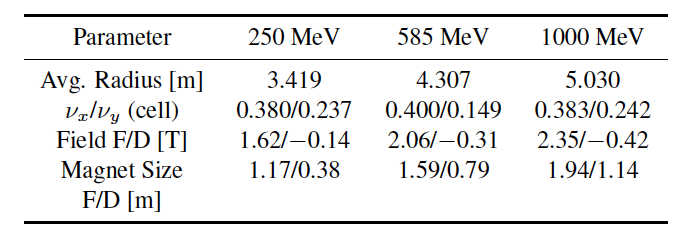 Parameter 250 MeV 585 MeV 1000 MeV
Avg. Radius [m] 3.419 4.307 5.030
νx/νy (cell) 0.380/0.237 0.400/0.149 0.383/0.242
Field F/D [T] 1.62/−0.14 2.06/−0.31 2.35/−0.42
Magnet Size 1.17/0.38 1.59/0.79 1.94/1.14
F/D [m]